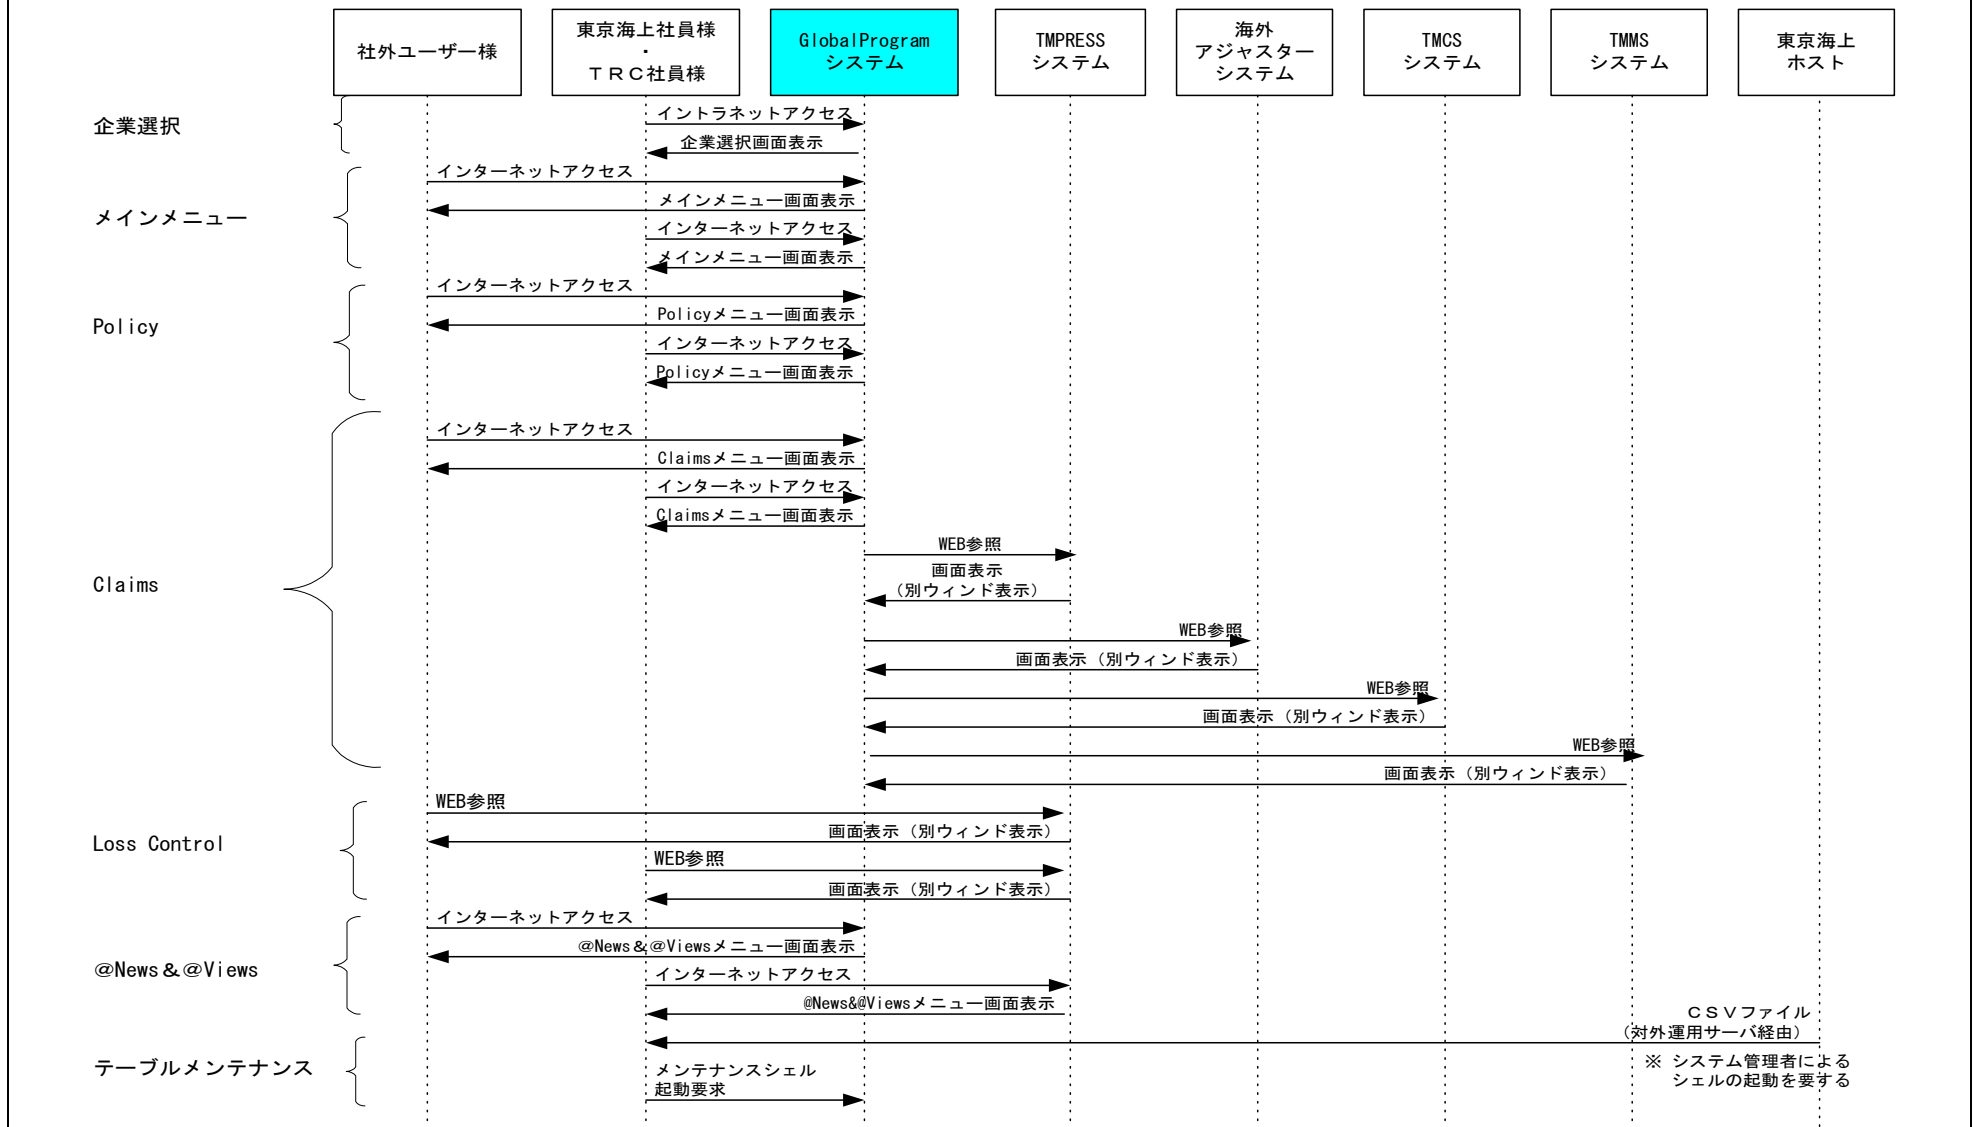 社外ユーザー様
東京海上社員様
・
ＴＲＣ社員様
GlobalProgram
システム
TMPRESS
システム
海外
アジャスター
システム
TMCS
システム
TMMS
システム
東京海上
ホスト
企業選択
イントラネットアクセス
企業選択画面表示
メインメニュー
インターネットアクセス
メインメニュー画面表示
インターネットアクセス
メインメニュー画面表示
Policy
インターネットアクセス
Policyメニュー画面表示
インターネットアクセス
Policyメニュー画面表示
Claims
インターネットアクセス
Claimsメニュー画面表示
インターネットアクセス
Claimsメニュー画面表示
WEB参照
画面表示
（別ウィンド表示）
WEB参照
画面表示（別ウィンド表示）
WEB参照
画面表示（別ウィンド表示）
WEB参照
画面表示（別ウィンド表示）
Loss Control
WEB参照
画面表示（別ウィンド表示）
WEB参照
画面表示（別ウィンド表示）
＠News＆＠Views
インターネットアクセス
＠News＆＠Viewsメニュー画面表示
インターネットアクセス
@News&@Viewsメニュー画面表示
テーブルメンテナンス
ＣＳＶファイル
（対外運用サーバ経由）
※ システム管理者による
シェルの起動を要する
メンテナンスシェル
起動要求